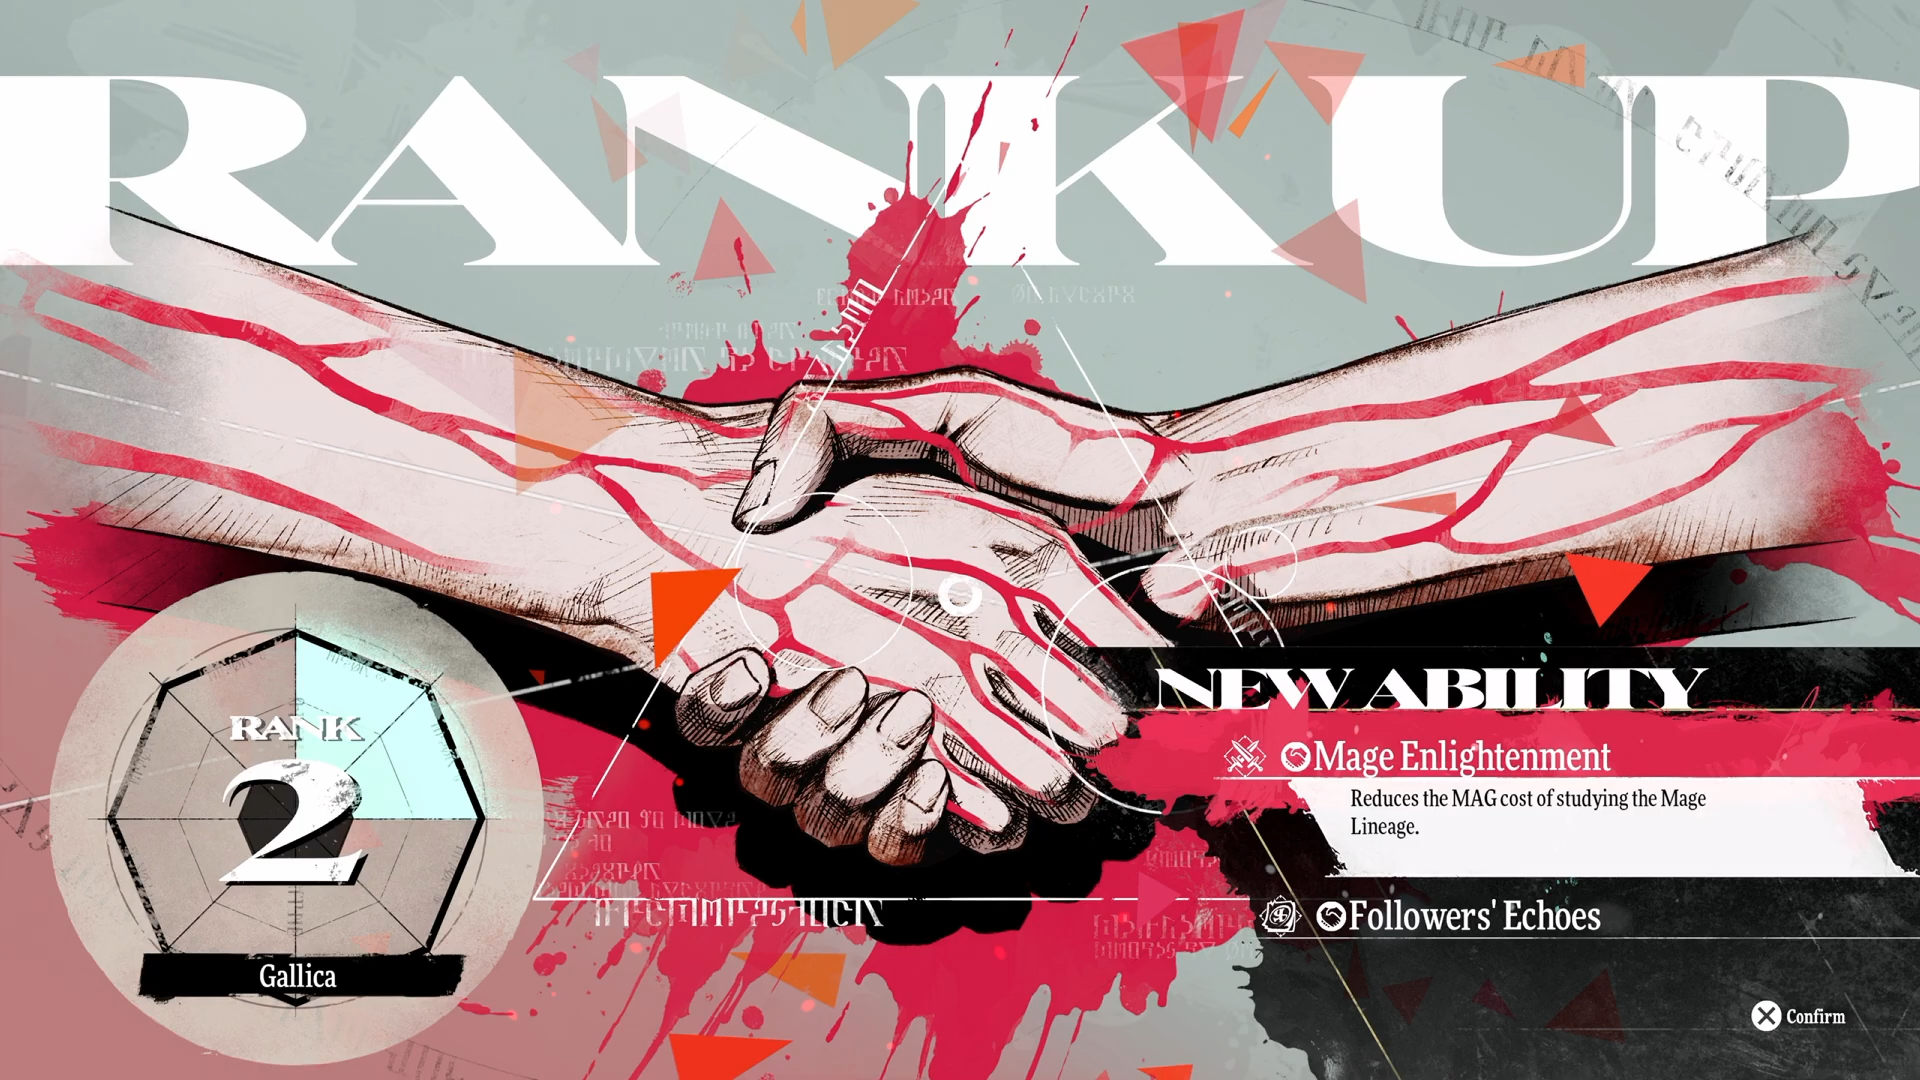 RANK UP
RANK
2
Gallica
NEW ABILITY
Mage Enlightenment
Reduces the MAG cost of studying the Mage
Lineage.
Followers' Echoes
Confirm